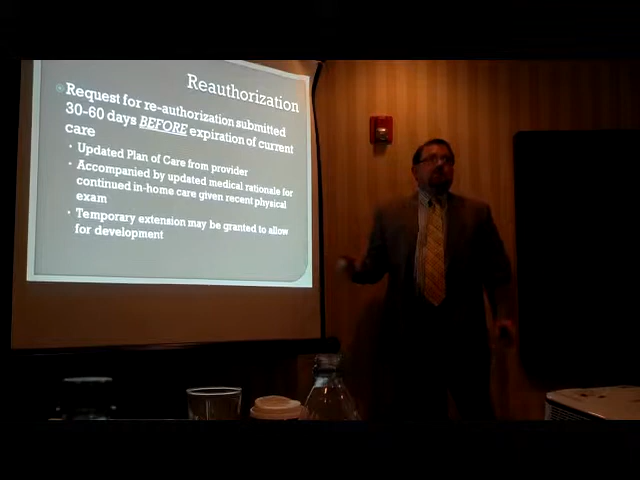 Reauthorization
Request for re-authorization submitted
30-60 days BEFORE expiration of current
care
Updated Plan of Care from provider
Accompanied by updated medical rationale for
continued in-home care given recent physical
exam
Temporary extension may be granted to allow
for development